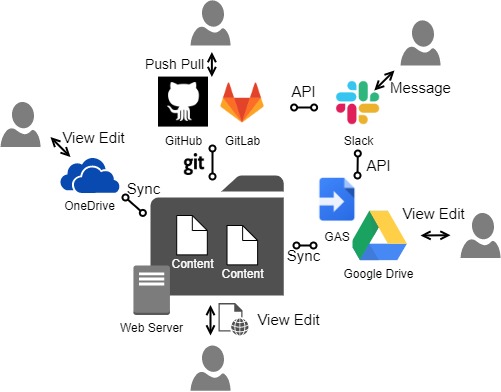 Push Pull
GitHub
GitLab
API
Message
Slack
View Edit
git
API
OneDrive
Sync
GAS
View Edit
Content
Content
Sync
Google Drive
Web Server
View Edit